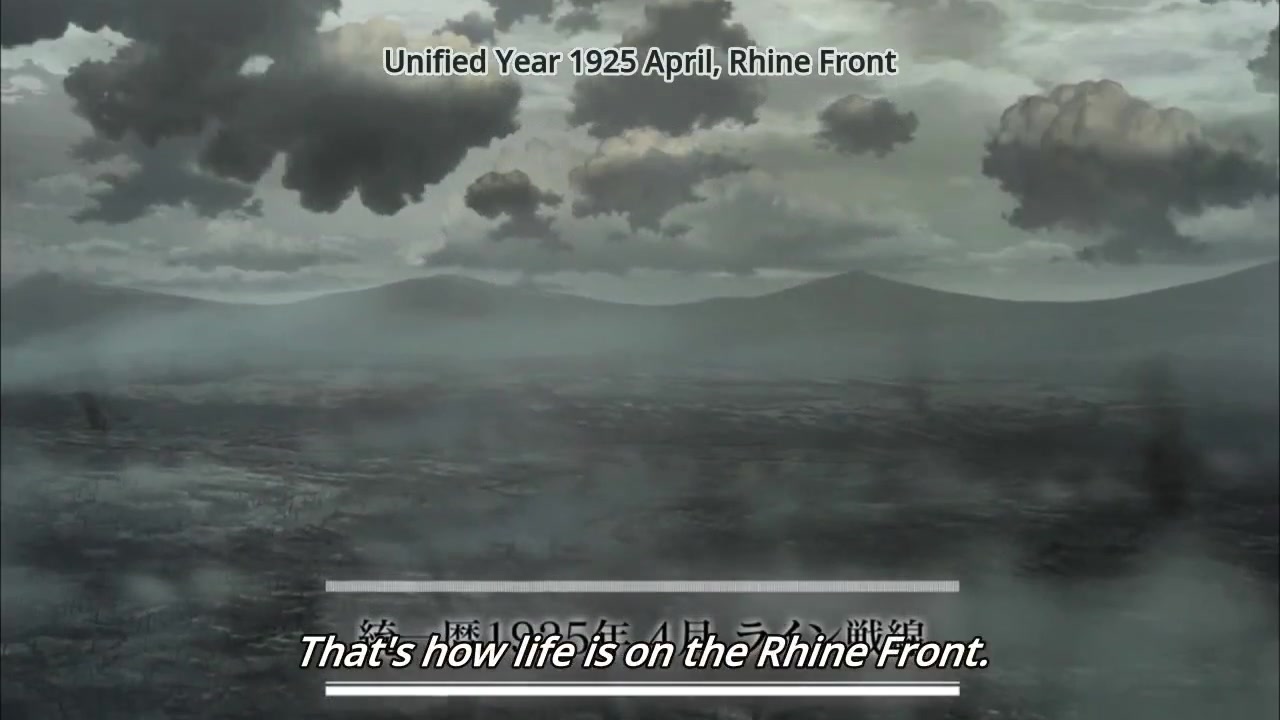 Unified Year 1925 April, Rhine Front
統一暦1925年 4月 ライン戦線
That's how life is on the Rhine Front.